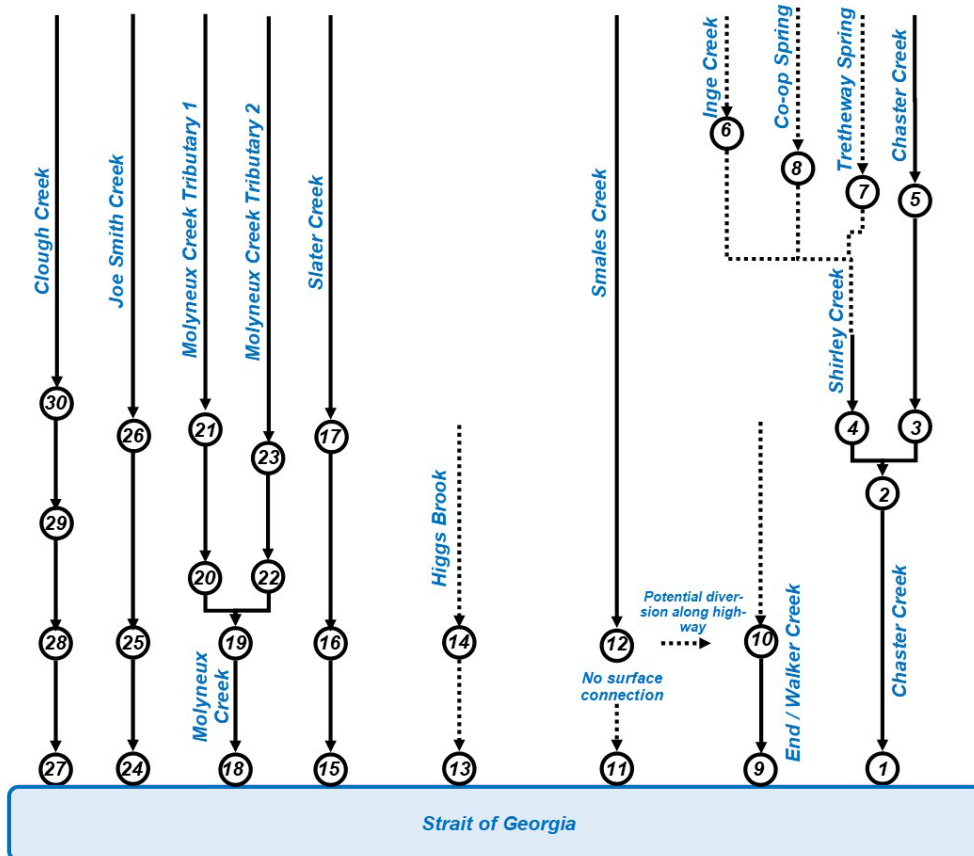 Clough Creek
Joe Smith Creek
Molyneux Creek Tributary 1
Molyneux Creek Tributary 2
Slater Creek
Smales Creek
Inge Creek
Co-op Spring
Tretheway Spring
Chaster Creek
6
8
7
5
Shirley Creek
30
26
21
17
4
3
23
2
29
Higgs Brook
20
22
Potential diver-
sion along high-
way
28
25
19
16
14
12
10
No surface
connection
Molyneux
Creek
End / Walker Creek
Chaster Creek
27
24
18
15
13
11
9
1
Strait of Georgia